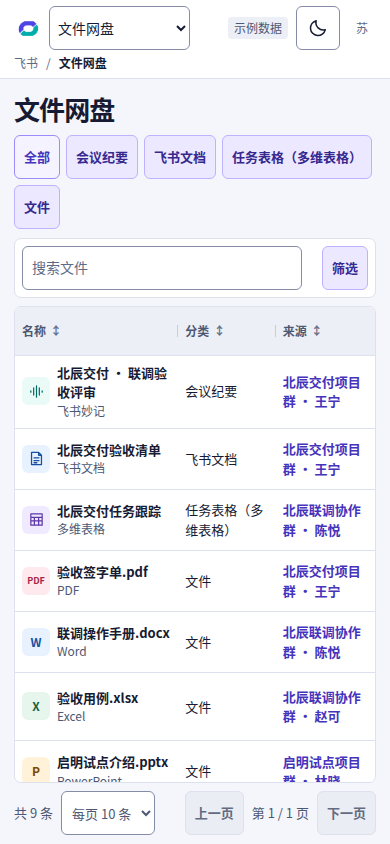 文件网盘
示例数据
苏
飞书 / 文件网盘
文件网盘
全部 会议纪要 飞书文档 任务表格（多维表格）
文件
搜索文件 筛选
名称 ↕ 分类 ↕ 来源 ↕
北辰交付 · 联调验收评审
飞书妙记
会议纪要
北辰交付项目群 · 王宁
北辰交付验收清单
飞书文档
飞书文档
北辰交付项目群 · 王宁
北辰交付任务跟踪
多维表格
任务表格（多维表格）
北辰联调协作群 · 陈悦
PDF
验收签字单.pdf
PDF
文件
北辰交付项目群 · 王宁
W
联调操作手册.docx
Word
文件
北辰联调协作群 · 陈悦
X
验收用例.xlsx
Excel
文件
北辰联调协作群 · 赵可
P
启明试点介绍.pptx
PowerPoint
文件
启明试点项目群 · 林晓
共 9 条 每页 10 条 上一页 第 1 / 1 页 下一页